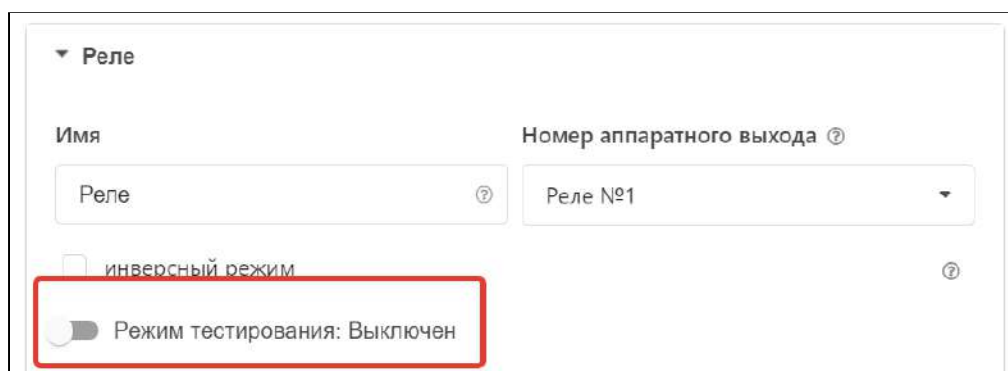 Реле
Имя
Номер аппаратного выхода
Реле
Реле №1
инверсный режим
Режим тестирования: Выключен